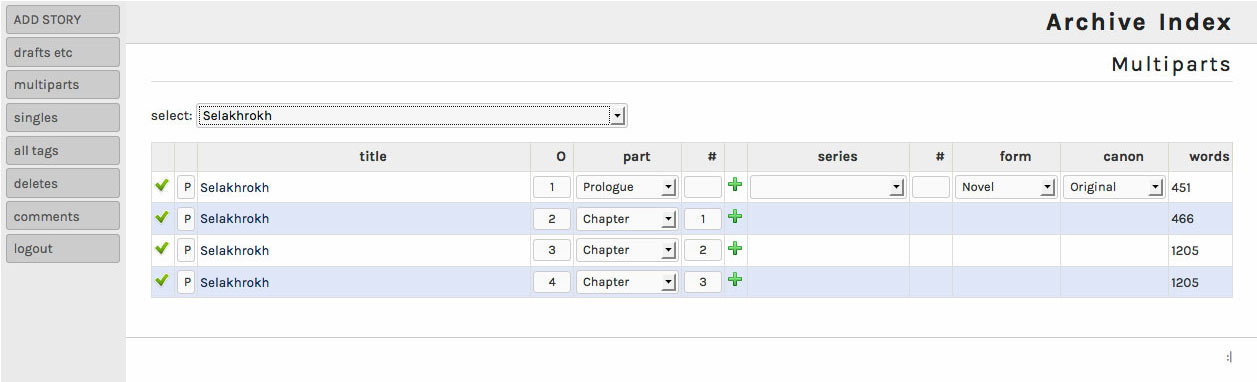 ADD STORY
drafts etc
multiparts
singles
all tags
deletes
comments
logout
Archive Index
Multiparts
select: Selakhrokh
title O part # series # form canon words
P Selakhrokh 1 Prologue Novel Original 451
P Selakhrokh 2 Chapter 1 466
P Selakhrokh 3 Chapter 2 1205
P Selakhrokh 4 Chapter 3 1205
:|